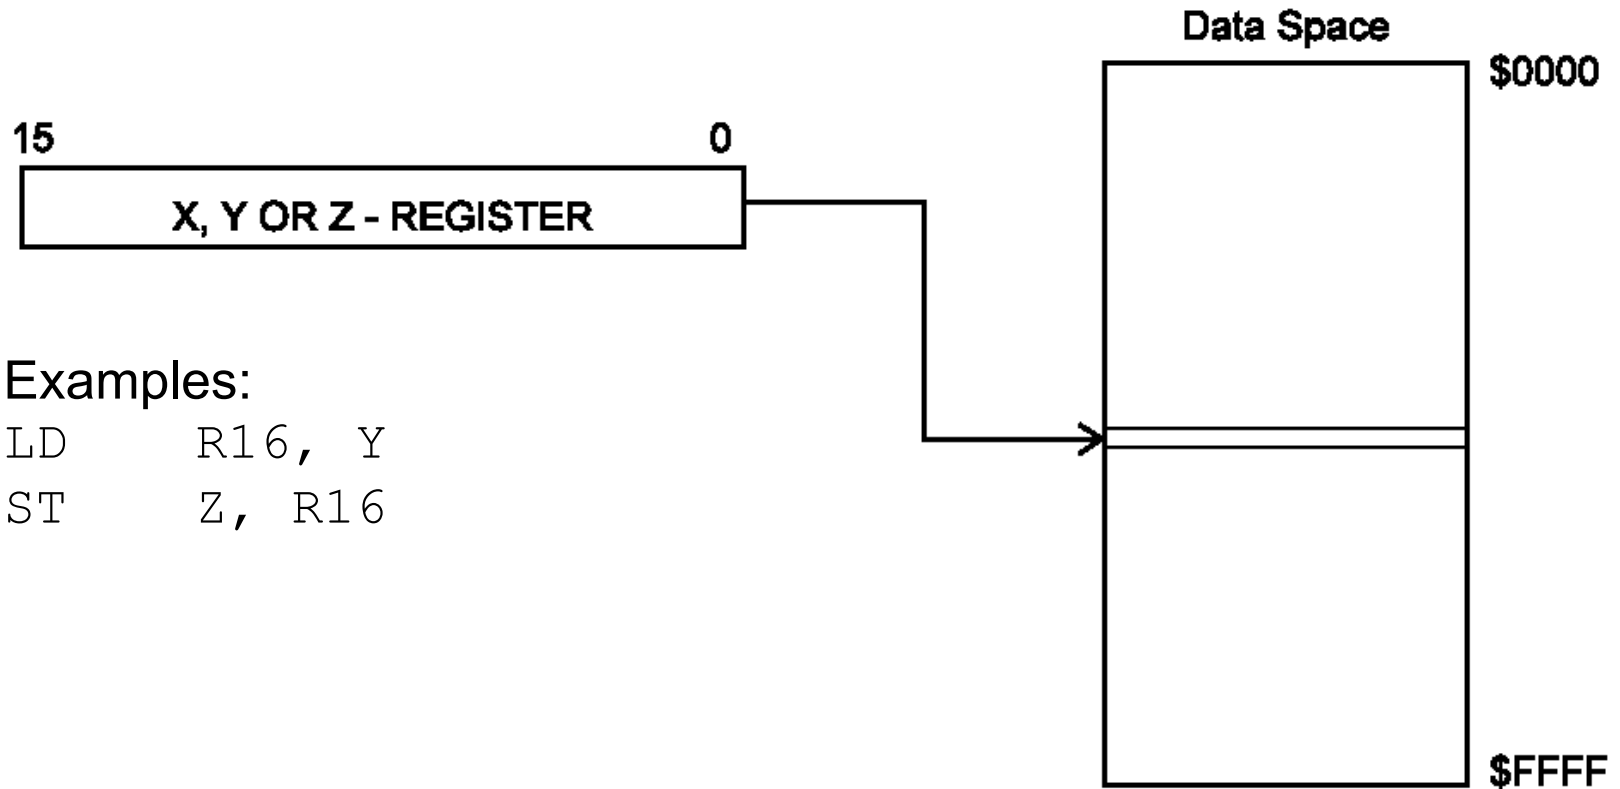 Data Space
$0000
15 0
X, Y OR Z - REGISTER
Examples:
LD R16, Y
ST Z, R16
$FFFF